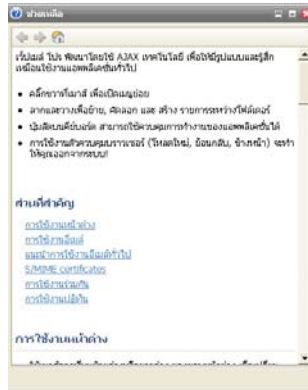 ช่วยเหลือ
เว็บเมล์ โปร พัฒนาโดยใช้ AJAX เทคโนโลยี เพื่อให้มีรูปแบบและรู้สึก
เหมือนใช้งานแอพพลิเคชั่นทั่วไป
คลิ๊กขวาที่เมาส์ เพื่อเปิดเมนูย่อย
ลากและวางเพื่อย้าย, คัดลอก และ สร้าง รายการระหว่างโฟล์เดอร์
ปุ่มลัดบนคีย์บอร์ด สามารถใช้ควบคุมการทำงานของแอพพลิเคชั่นได้
การใช้งานตัวควบคุมบราวเซอร์ (โหลดใหม่, ย้อนกลับ, ข้างหน้า) จะทำ
ให้คุณออกจากระบบ!
ส่วนที่สำคัญ
การใช้งานหน้าต่าง
การใช้งานอีเมล์
แนะนำการใช้งานอีเมล์ทั่วไป
S/MIME certificates
การใช้งานร่วมกัน
การใช้งานปฏิทิน
การใช้งานหน้าต่าง